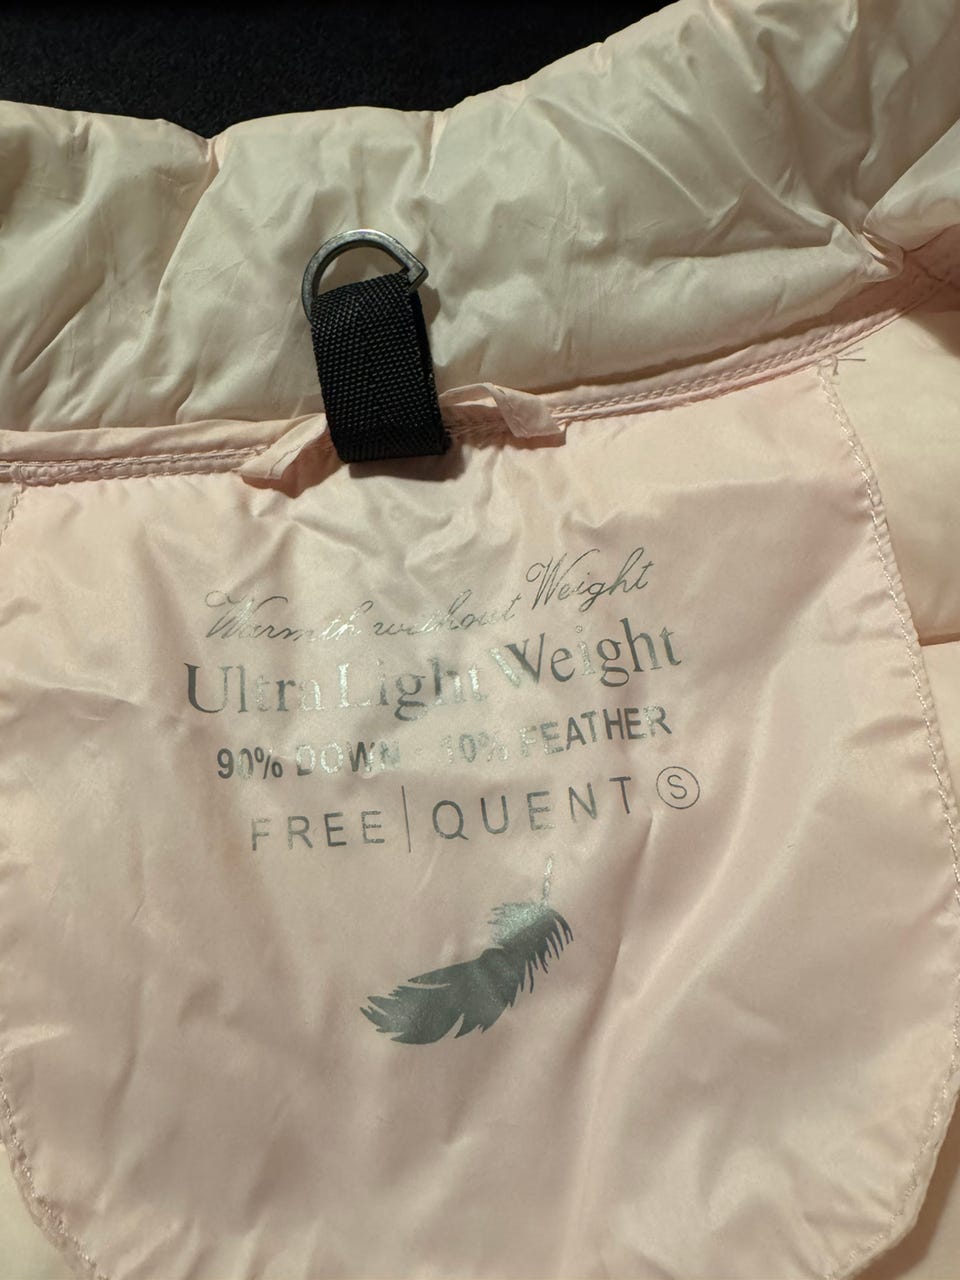 Warmth without Weight
Ultra Light Weight
90% DOWN - 10% FEATHER
FREE|QUENT S